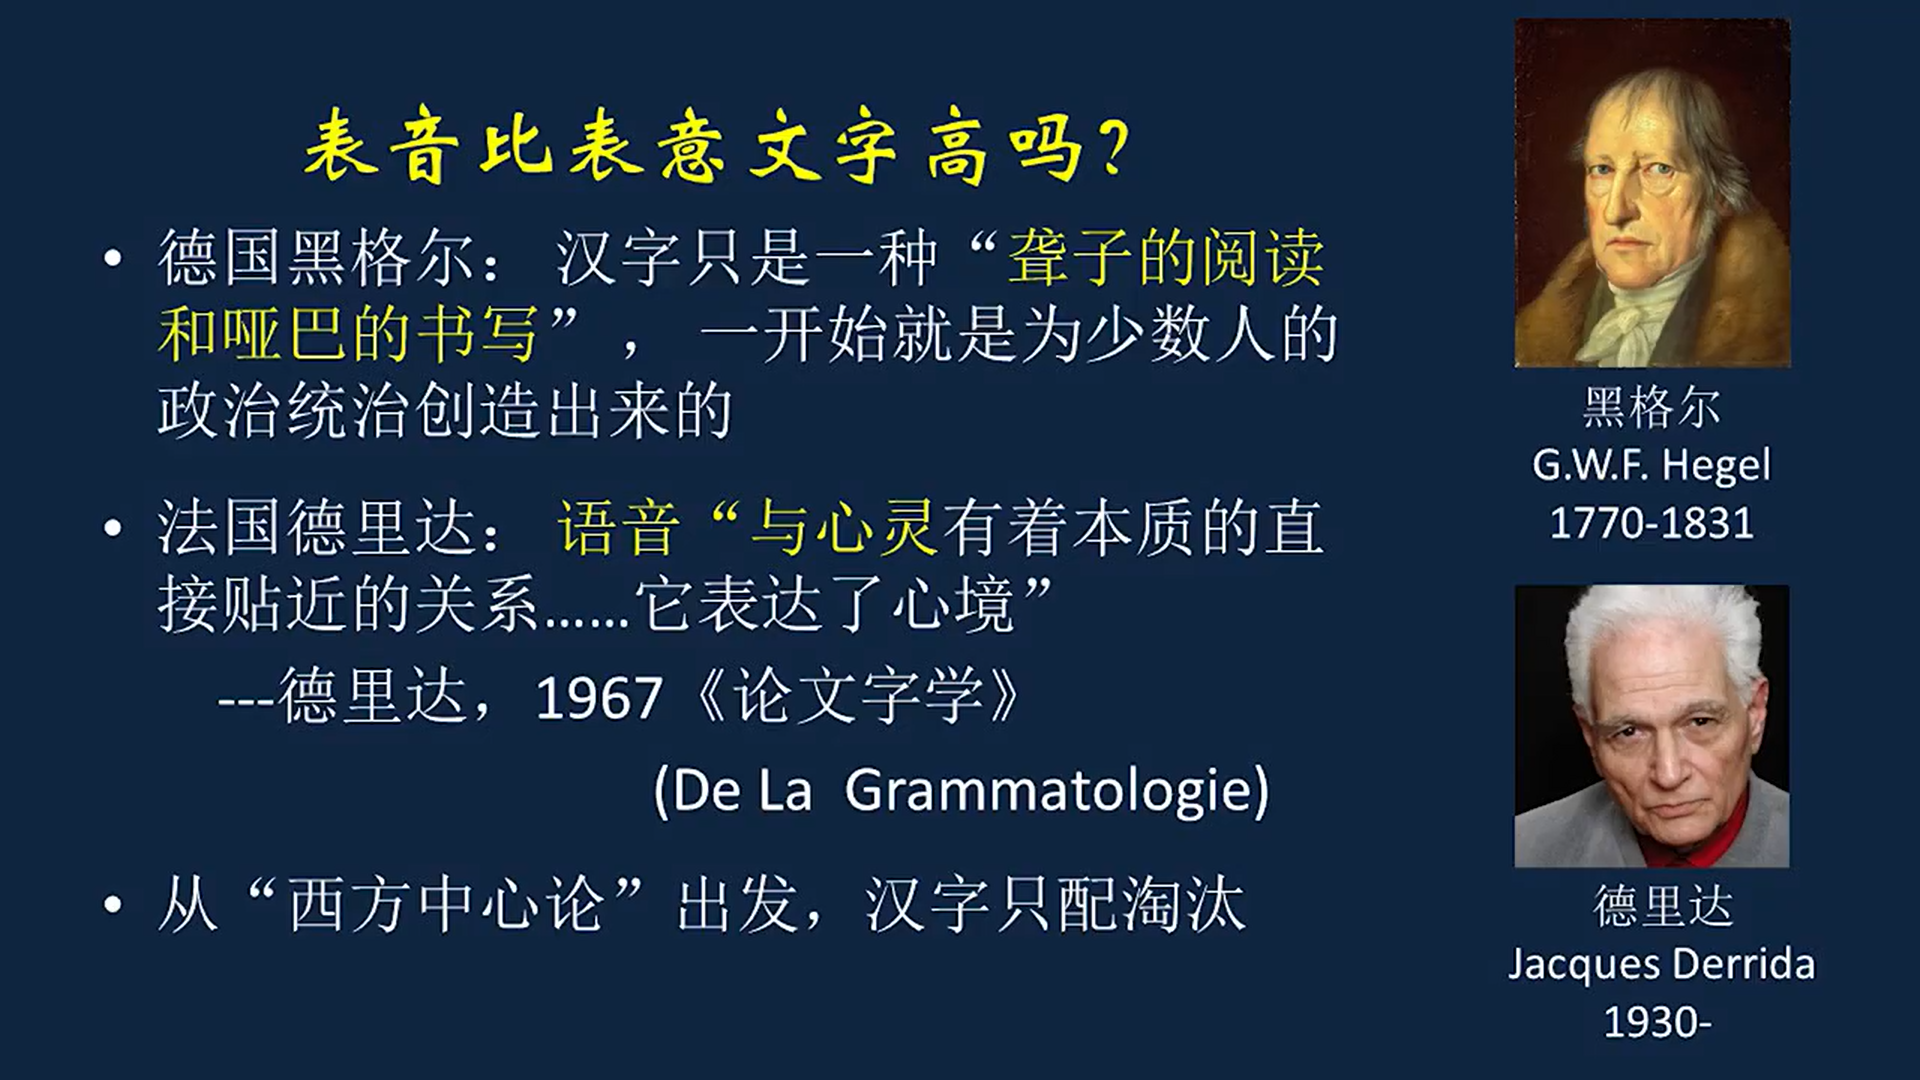 表音比表意文字高吗?
• 德国黑格尔: 汉字只是一种“聋子的阅读
和哑巴的书写”, 一开始就是为少数人的
政治统治创造出来的
• 法国德里达: 语音“与心灵有着本质的直
接贴近的关系……它表达了心境”
---德里达，1967《论文字学》
(De La Grammatologie)
• 从“西方中心论”出发，汉字只配淘汰
黑格尔
G.W.F. Hegel
1770-1831
德里达
Jacques Derrida
1930-